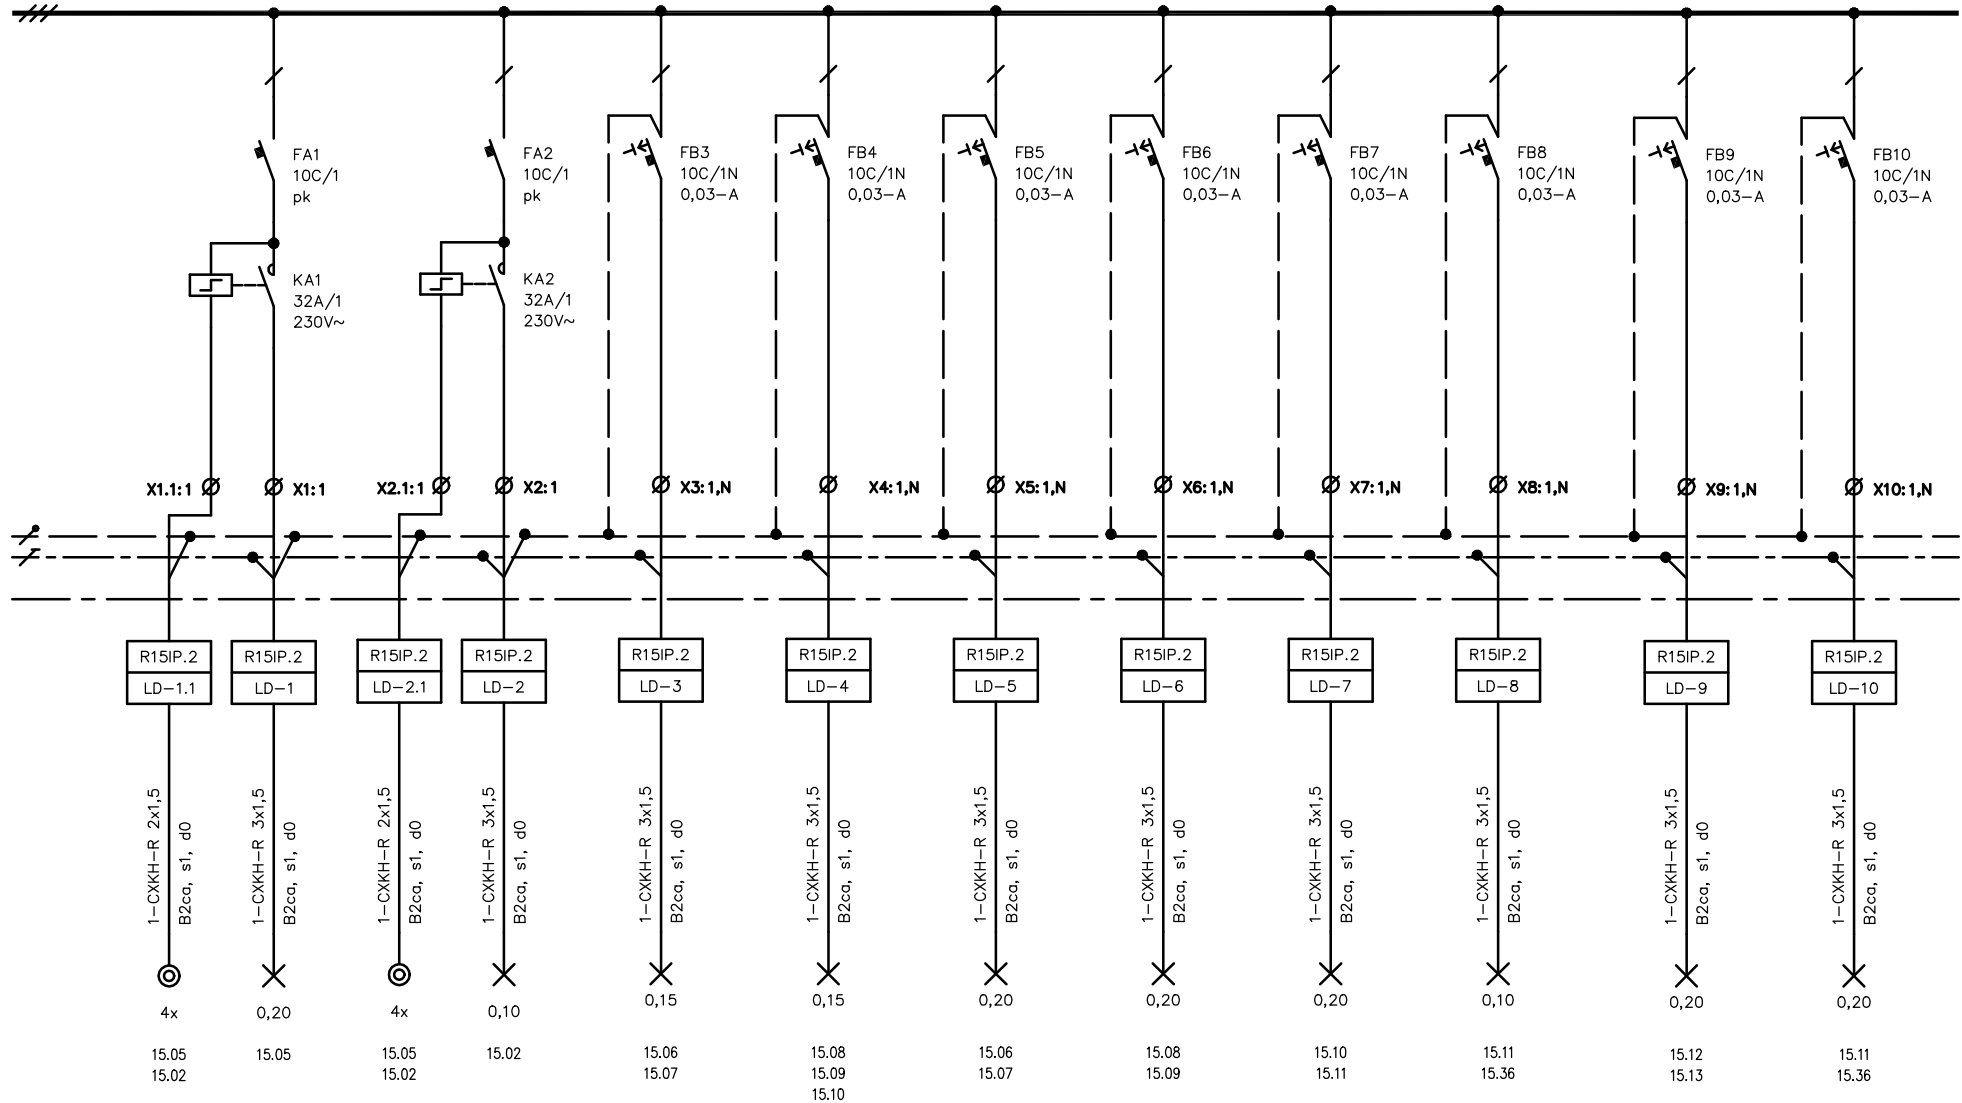 FA1
10C/1
pk
FA2
10C/1
pk
FB3
10C/1N
0,03-A
FB4
10C/1N
0,03-A
FB5
10C/1N
0,03-A
FB6
10C/1N
0,03-A
FB7
10C/1N
0,03-A
FB8
10C/1N
0,03-A
FB9
10C/1N
0,03-A
FB10
10C/1N
0,03-A
KA1
32A/1
230V~
KA2
32A/1
230V~
X1.1:1
X1:1
X2.1:1
X2:1
X3:1,N
X4:1,N
X5:1,N
X6:1,N
X7:1,N
X8:1,N
X9:1,N
X10:1,N
R15IP.2
LD-1.1
R15IP.2
LD-1
R15IP.2
LD-2.1
R15IP.2
LD-2
R15IP.2
LD-3
R15IP.2
LD-4
R15IP.2
LD-5
R15IP.2
LD-6
R15IP.2
LD-7
R15IP.2
LD-8
R15IP.2
LD-9
R15IP.2
LD-10
1-CXKH-R 2x1,5
B2ca, s1, d0
1-CXKH-R 3x1,5
B2ca, s1, d0
1-CXKH-R 2x1,5
B2ca, s1, d0
1-CXKH-R 3x1,5
B2ca, s1, d0
1-CXKH-R 3x1,5
B2ca, s1, d0
1-CXKH-R 3x1,5
B2ca, s1, d0
1-CXKH-R 3x1,5
B2ca, s1, d0
1-CXKH-R 3x1,5
B2ca, s1, d0
1-CXKH-R 3x1,5
B2ca, s1, d0
1-CXKH-R 3x1,5
B2ca, s1, d0
1-CXKH-R 3x1,5
B2ca, s1, d0
1-CXKH-R 3x1,5
B2ca, s1, d0
4x
15.05
15.02
0,20
15.05
4x
15.05
15.02
0,10
15.02
0,15
15.06
15.07
0,15
15.08
15.09
15.10
0,20
15.06
15.07
0,20
15.08
15.09
0,20
15.10
15.11
0,10
15.11
15.36
0,20
15.12
15.13
0,20
15.11
15.36